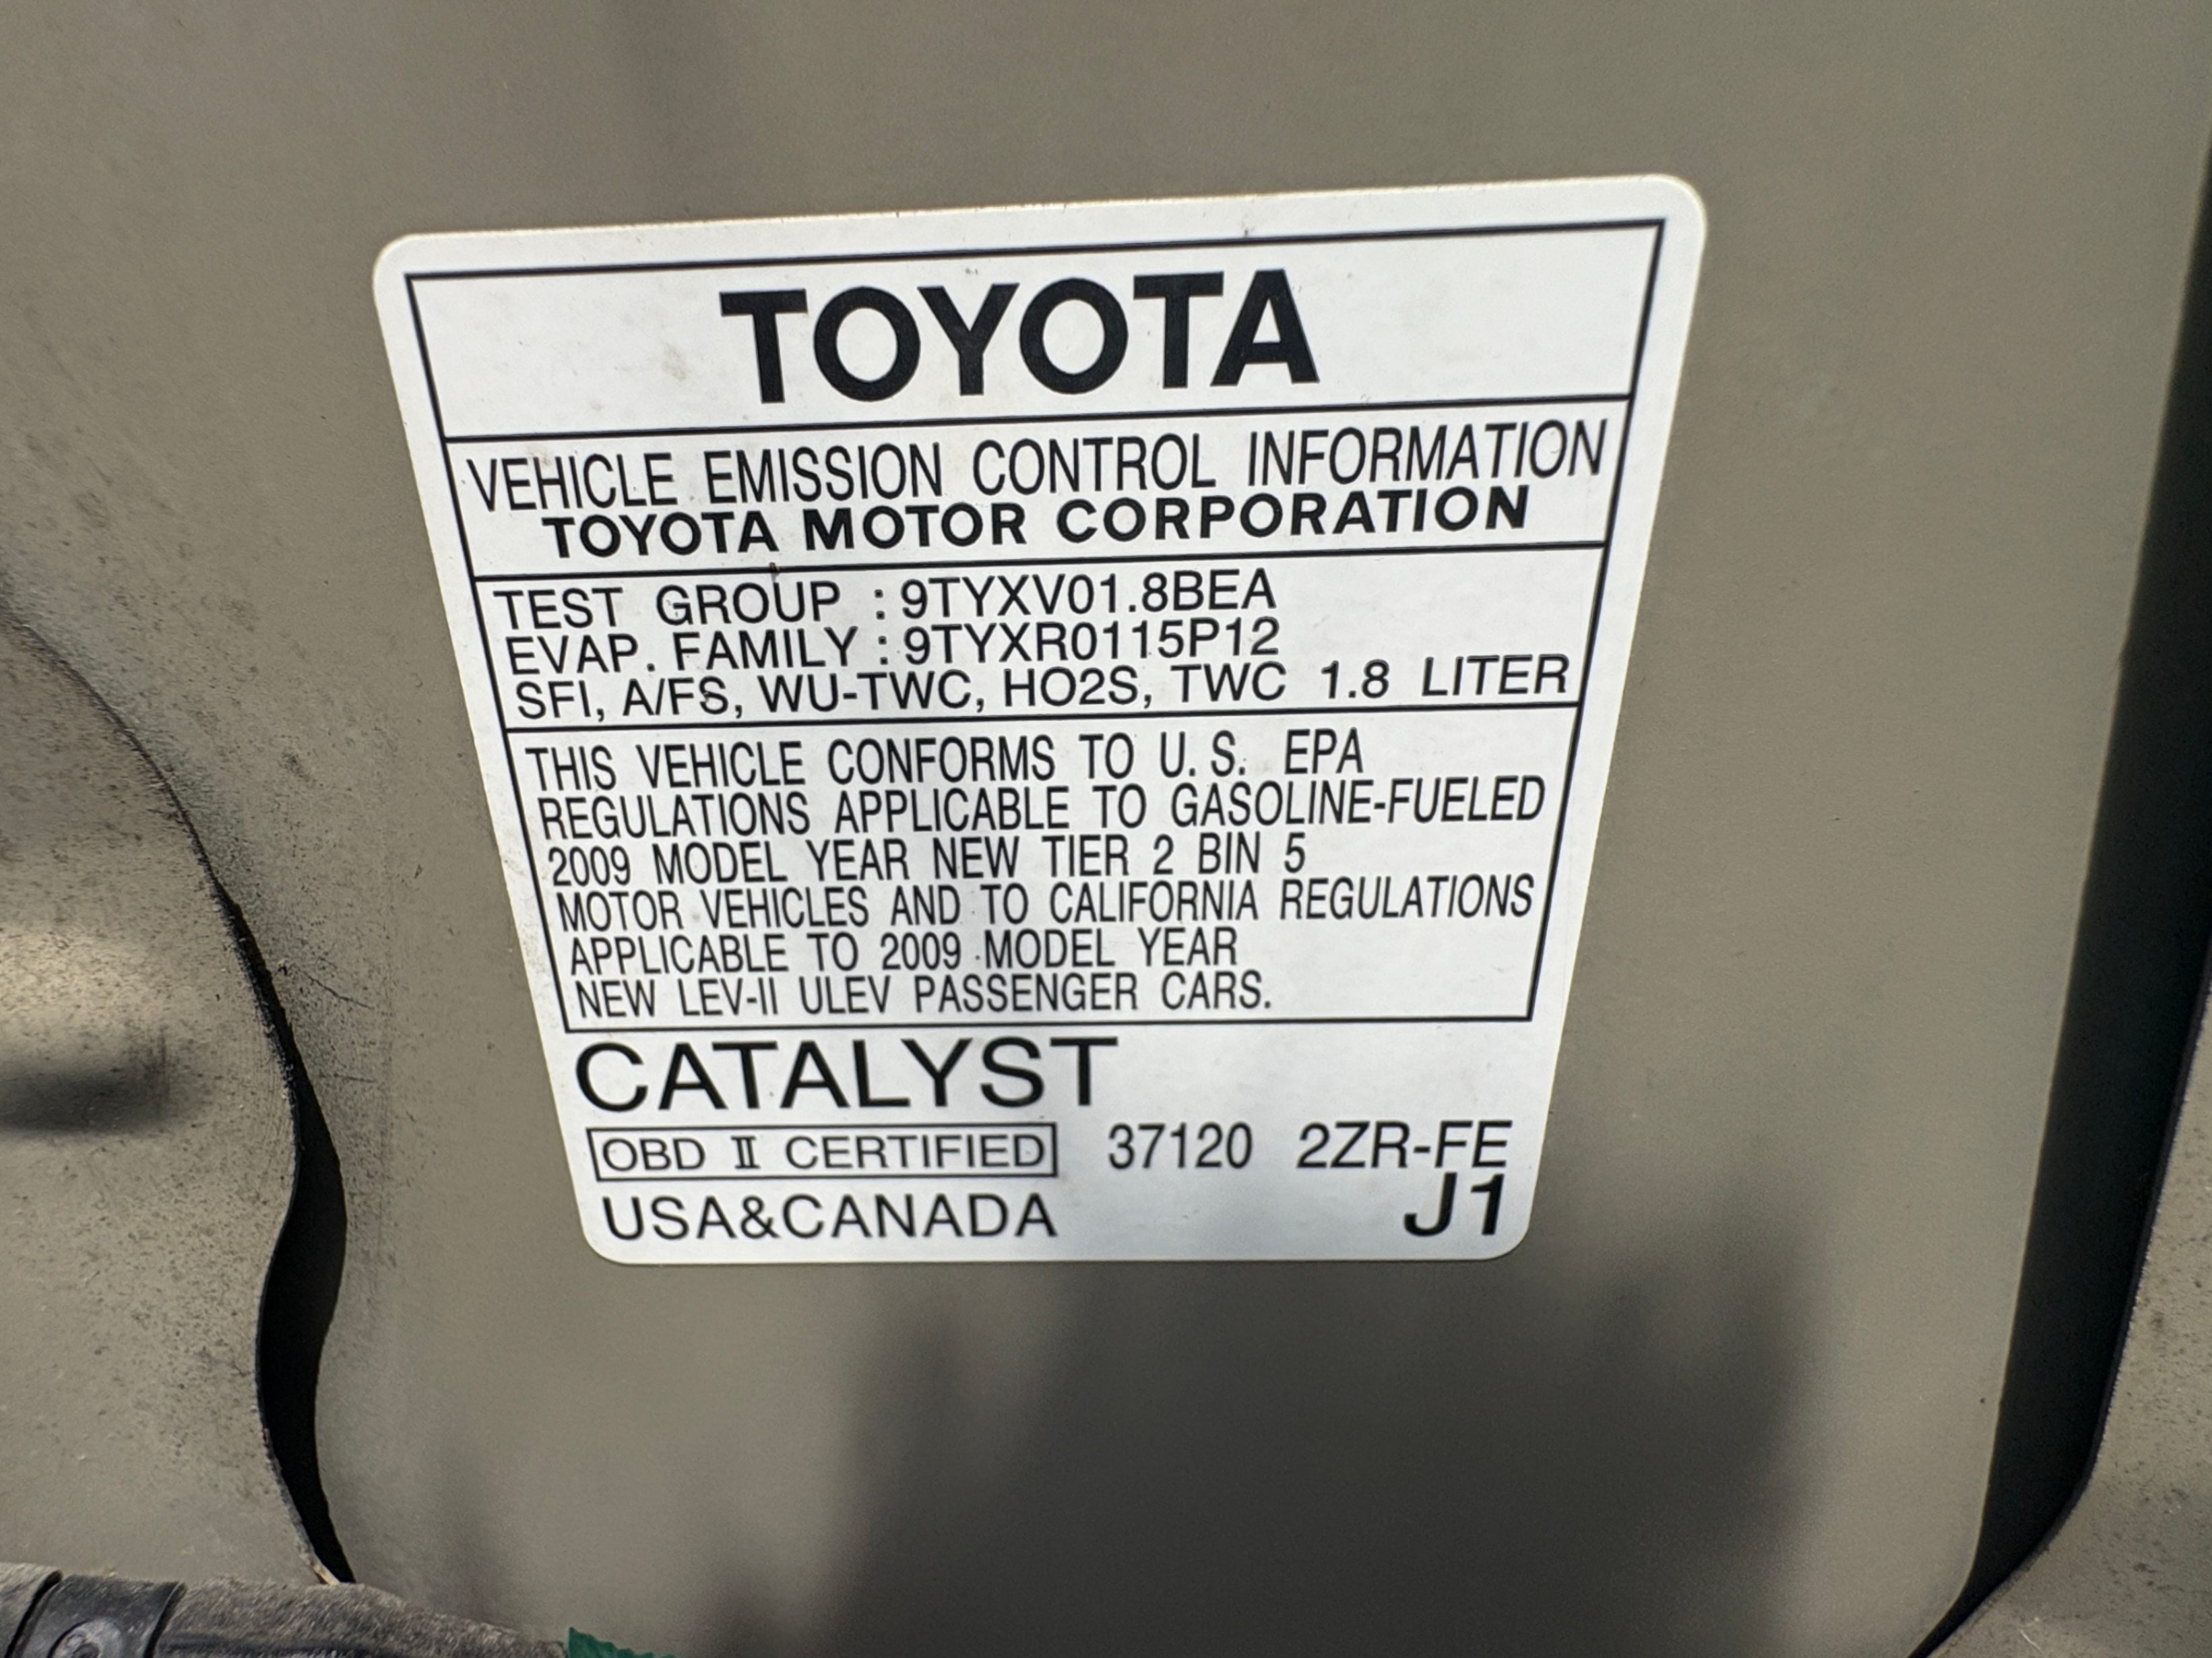 TOYOTA
VEHICLE EMISSION CONTROL INFORMATION
TOYOTA MOTOR CORPORATION
TEST GROUP : 9TYXV01.8BEA
EVAP. FAMILY : 9TYXR0115P12
SFI, A/FS, WU-TWC, HO2S, TWC 1.8 LITER
THIS VEHICLE CONFORMS TO U.S. EPA
REGULATIONS APPLICABLE TO GASOLINE-FUELED
2009 MODEL YEAR NEW TIER 2 BIN 5
MOTOR VEHICLES AND TO CALIFORNIA REGULATIONS
APPLICABLE TO 2009 MODEL YEAR
NEW LEV-II ULEV PASSENGER CARS.
CATALYST
OBD II CERTIFIED 37120 2ZR-FE
USA&CANADA J1